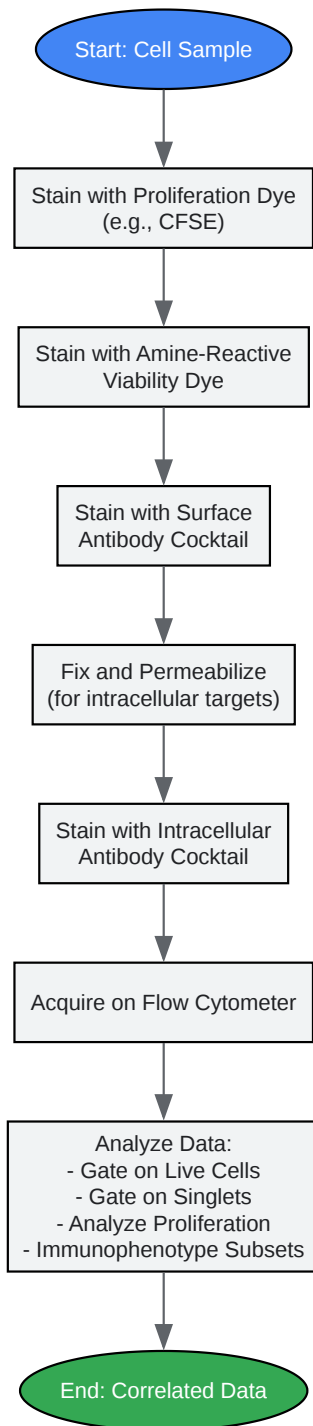 Start: Cell Sample
Stain with Proliferation Dye
(e.g., CFSE)
Stain with Amine-Reactive
Viability Dye
Stain with Surface
Antibody Cocktail
Fix and Permeabilize
(for intracellular targets)
Stain with Intracellular
Antibody Cocktail
Acquire on Flow Cytometer
Analyze Data:
- Gate on Live Cells
- Gate on Singlets
- Analyze Proliferation
- Immunophenotype Subsets
End: Correlated Data